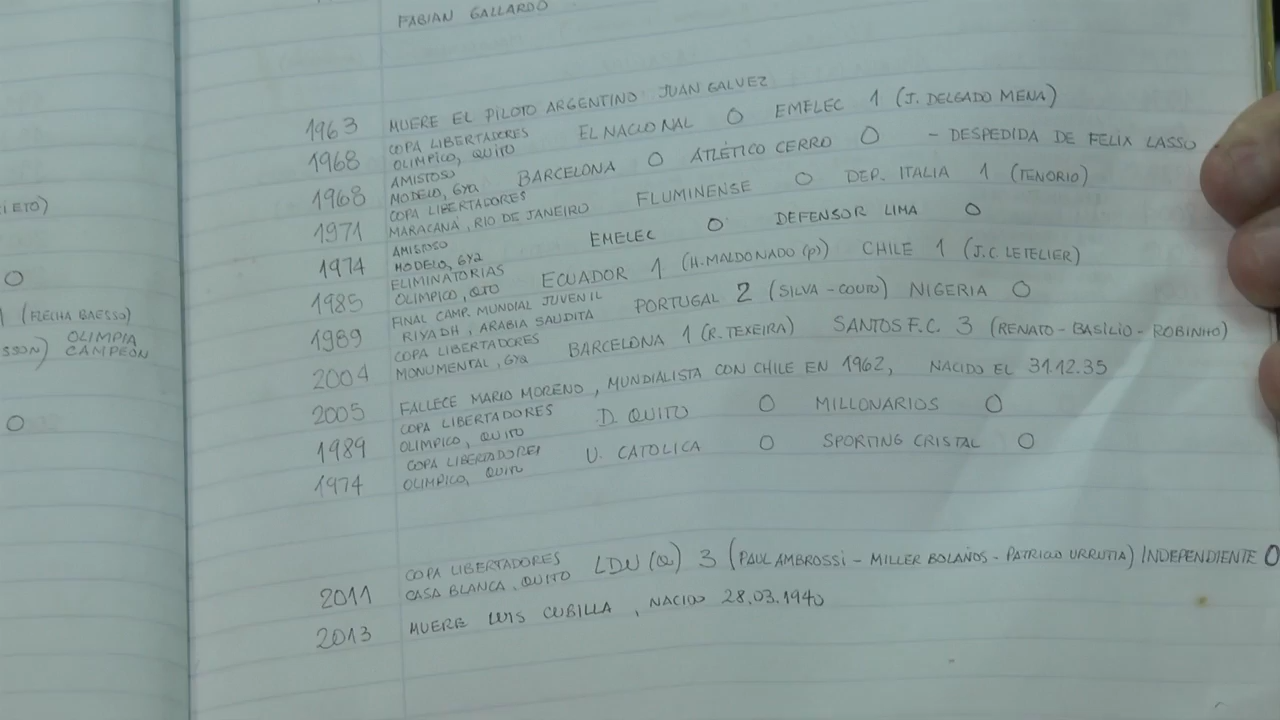 FABIAN GALLARDO
1963 MUERE EL PILOTO ARGENTINO JUAN GALVEZ
1968 COPA LIBERTADORES
OLIMPICO, QUITO EL NACIONAL 0 EMELEC 1 (J. DELGADO MENA)
1968 AMISTOSO
MODELO, GYQ BARCELONA 0 ATLÉTICO CERRO 0 - DESPEDIDA DE FELIX LASSO
1971 COPA LIBERTADORES
MARACANA, RIO DE JANEIRO FLUMINENSE 0 DEP. ITALIA 1 (TENORIO)
1974 AMISTOSO
MODELO, GYQ EMELEC 0 DEFENSOR LIMA 0
1985 ELIMINATORIAS
OLIMPICO, QTO ECUADOR 1 (H. MALDONADO (P)) CHILE 1 (J.C LETELIER)
1989 FINAL CAMP. MUNDIAL JUVENIL
RIYADH, ARABIA SAUDITA PORTUGAL 2 (SILVA - COUTO) NIGERIA 0
2004 COPA LIBERTADORES
MONUMENTAL, GYQ BARCELONA 1 (R. TEXEIRA) SANTOS F.C. 3 (RENATO - BASILIO - ROBINHO)
2005 FALLECE MARIO MORENO, MUNDIALISTA CON CHILE EN 1962, NACIDO EL 31.12.35
1989 COPA LIBERTADORES
OLIMPICO, QUITO D. QUITO 0 MILLONARIOS 0
1974 COPA LIBERTADORES
OLIMPICO, QUITO U. CATOLICA 0 SPORTING CRISTAL 0
2011 COPA LIBERTADORES
CASA BLANCA, QUITO LDU (Q) 3 (PAUL AMBROSSI - MILLER BOLAÑOS - PATRICIO URRUTIA) INDEPENDIENTE 0
2013 MUERE LUIS CUBILLA, NACIDO 28.03.1940
0
(FLECHA BAESSO)
OLIMPIA
CAMPEON
0